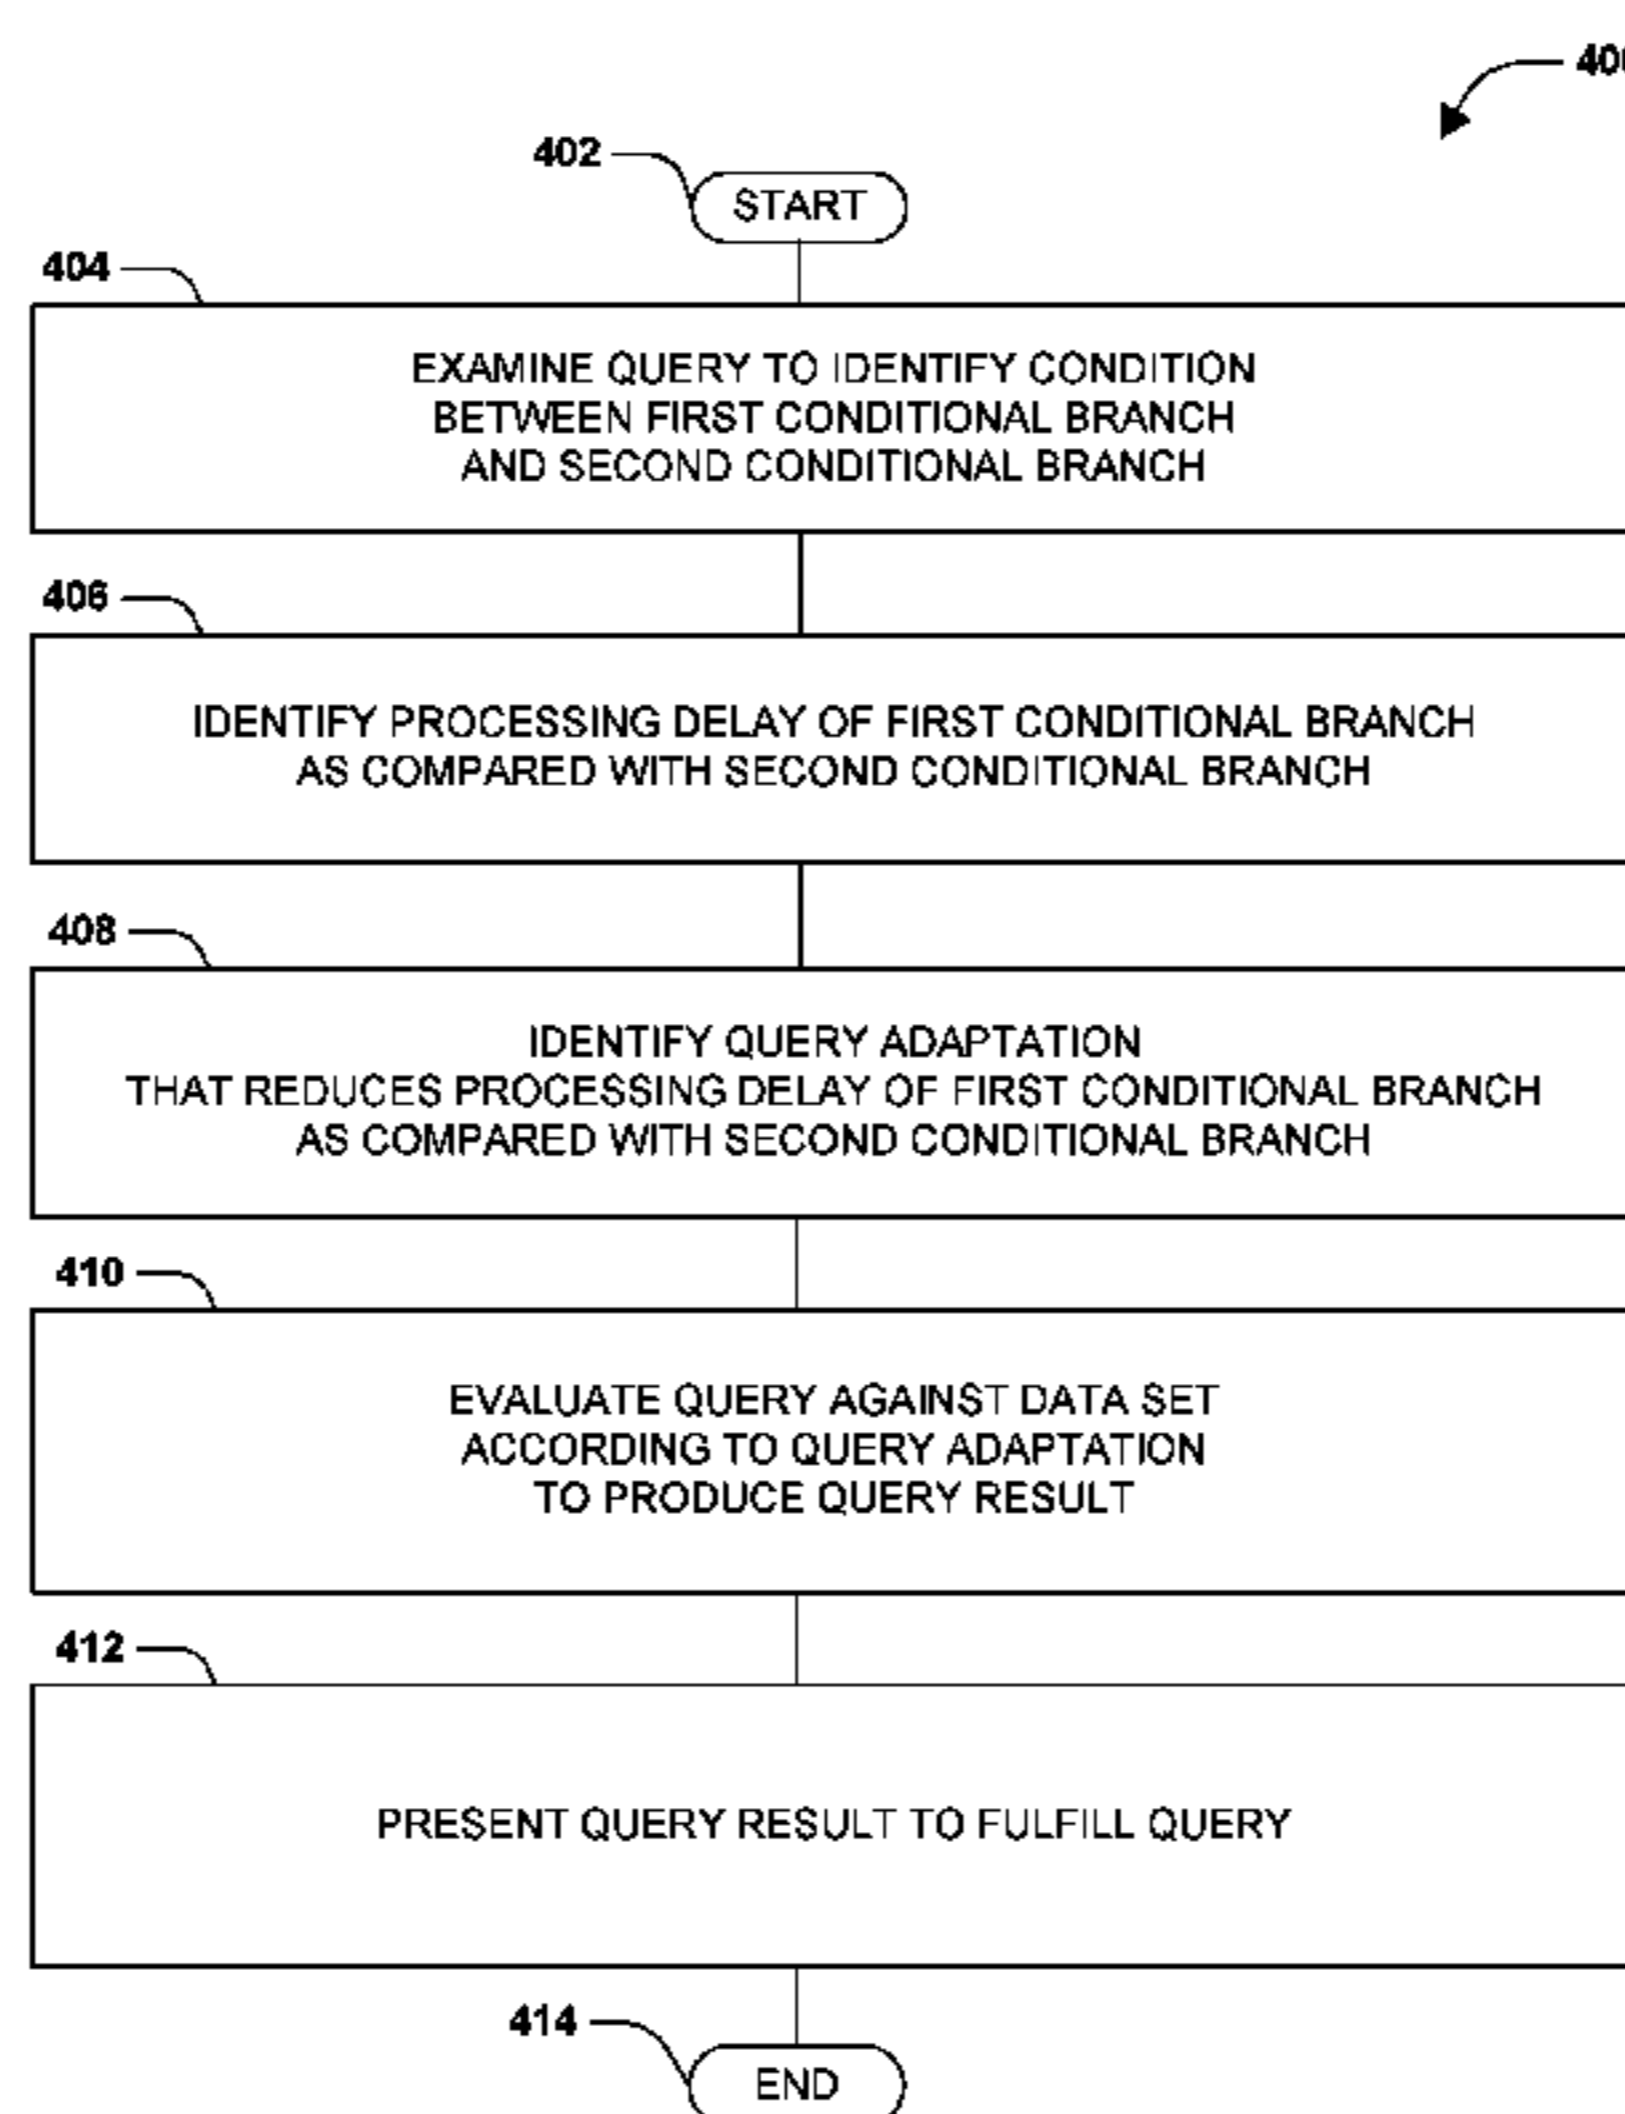 402
START
404
EXAMINE QUERY TO IDENTIFY CONDITION
BETWEEN FIRST CONDITIONAL BRANCH
AND SECOND CONDITIONAL BRANCH
406
IDENTIFY PROCESSING DELAY OF FIRST CONDITIONAL BRANCH
AS COMPARED WITH SECOND CONDITIONAL BRANCH
408
IDENTIFY QUERY ADAPTATION
THAT REDUCES PROCESSING DELAY OF FIRST CONDITIONAL BRANCH
AS COMPARED WITH SECOND CONDITIONAL BRANCH
410
EVALUATE QUERY AGAINST DATA SET
ACCORDING TO QUERY ADAPTATION
TO PRODUCE QUERY RESULT
412
PRESENT QUERY RESULT TO FULFILL QUERY
414
END